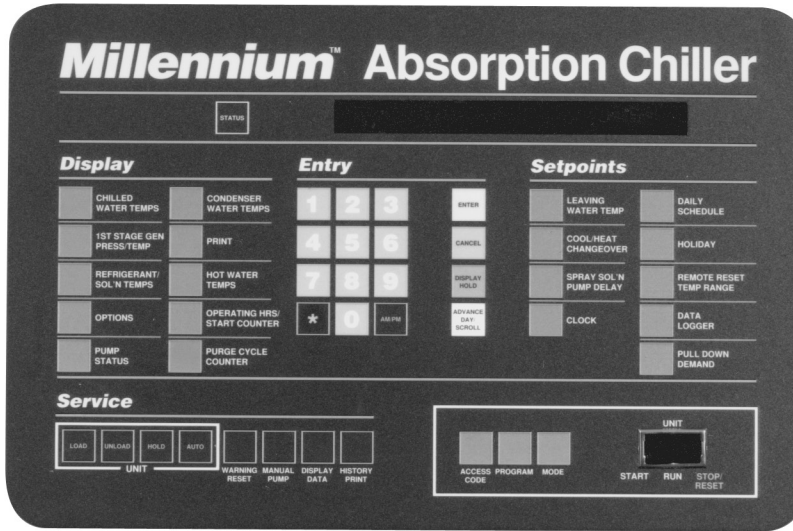 Millennium™ Absorption Chiller
STATUS
Display
CHILLED
WATER TEMPS
CONDENSER
WATER TEMPS
1ST STAGE GEN
PRESS/TEMP
PRINT
REFRIGERANT/
SOL'N TEMPS
HOT WATER
TEMPS
OPTIONS
OPERATING HRS/
START COUNTER
PUMP
STATUS
PURGE CYCLE
COUNTER
Entry
1 2 3
ENTER
4 5 6
CANCEL
7 8 9
DISPLAY
HOLD
* 0 AM/PM
ADVANCE
DAY/
SCROLL
Setpoints
LEAVING
WATER TEMP
DAILY
SCHEDULE
COOL/HEAT
CHANGEOVER
HOLIDAY
SPRAY SOL'N
PUMP DELAY
REMOTE RESET
TEMP RANGE
CLOCK
DATA
LOGGER
PULL DOWN
DEMAND
Service
LOAD UNLOAD HOLD AUTO
UNIT
WARNING
RESET
MANUAL
PUMP
DISPLAY
DATA
HISTORY
PRINT
ACCESS
CODE
PROGRAM
MODE
UNIT
START RUN STOP/
RESET